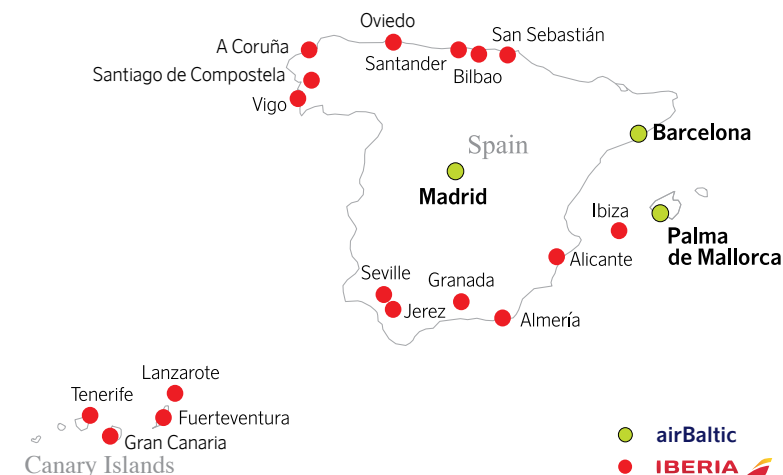 Oviedo
A Coruña
San Sebastián
Santander
Santiago de Compostela
Bilbao
Vigo
Barcelona
Spain
Madrid
Ibiza
Palma
de Mallorca
Alicante
Seville
Granada
Jerez
Almería
Lanzarote
Tenerife
Fuerteventura
Gran Canaria
airBaltic
Canary Islands
IBERIA